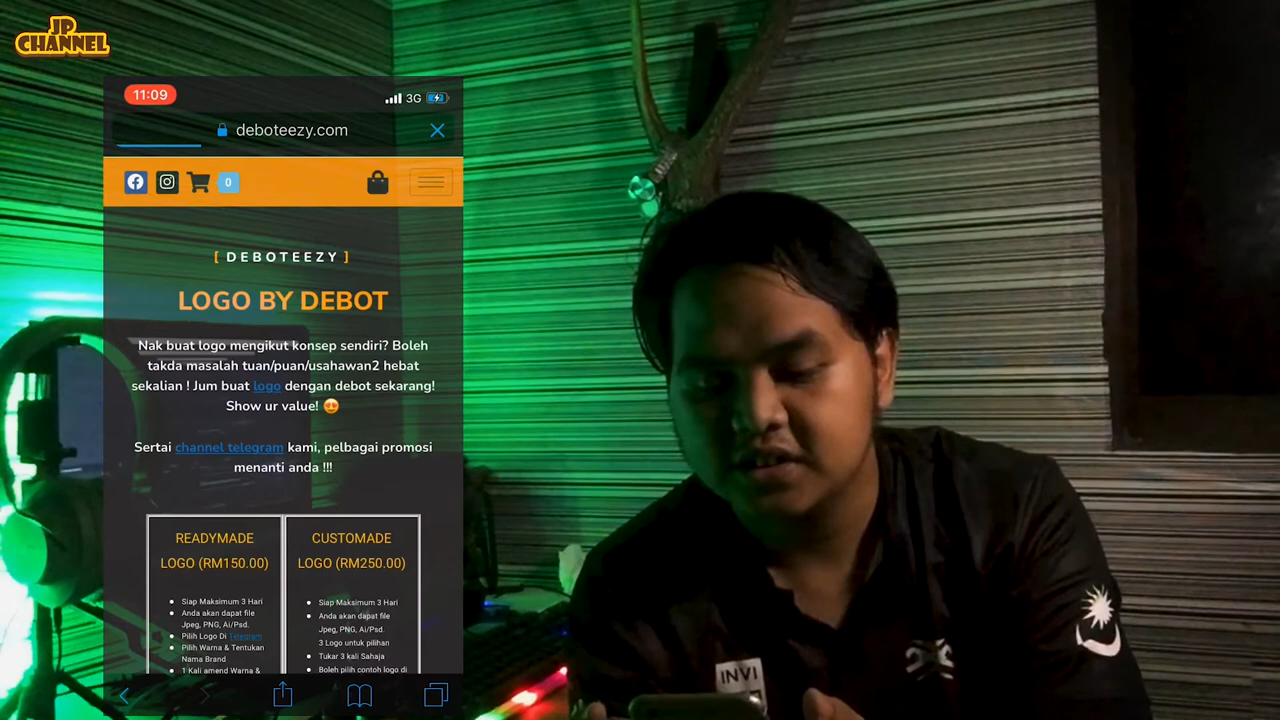 JP
CHANNEL
11:09
3G
deboteezy.com
0
[ DEBOTEEZY ]
LOGO BY DEBOT
Nak buat logo mengikut konsep sendiri? Boleh
takda masalah tuan/puan/usahawan2 hebat
sekalian ! Jum buat logo dengan debot sekarang!
Show ur value! 😍
Sertai channel telegram kami, pelbagai promosi
menanti anda !!!
READYMADE
LOGO (RM150.00)
• Siap Maksimum 3 Hari
• Anda akan dapat file
Jpeg, PNG, Ai/Psd.
• Pilih Logo Di Telegram
• Pilih Warna & Tentukan
Nama Brand
• 1 Kali amend Warna &
CUSTOMADE
LOGO (RM250.00)
• Siap Maksimum 3 Hari
• Anda akan dapat file
Jpeg, PNG, Ai/Psd.
3 Logo untuk pilihan
• Tukar 3 kali Sahaja
• Boleh pilih contoh logo di
INVI